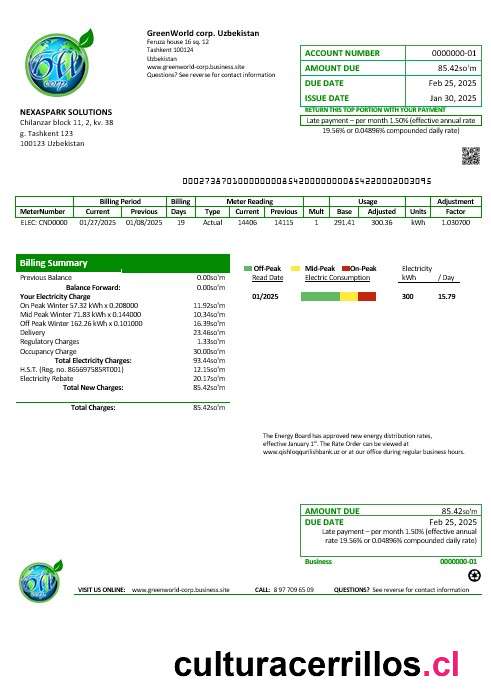 GreenWorld corp. Uzbekistan
Feruza house 16 sq. 12
Tashkent 100124
Uzbekistan
www.greenworld-corp.business.site
Questions? See reverse for contact information
GW
corp.
ACCOUNT NUMBER 0000000-01
AMOUNT DUE 85.42so'm
DUE DATE Feb 25, 2025
ISSUE DATE Jan 30, 2025
RETURN THIS TOP PORTION WITH YOUR PAYMENT
Late payment – per month 1.50% (effective annual rate
19.56% or 0.04896% compounded daily rate)
NEXASPARK SOLUTIONS
Chilanzar block 11, 2, kv. 38
g. Tashkent 123
100123 Uzbekistan
Billing Period Billing Meter Reading Usage Adjustment
MeterNumber Current Previous Days Type Current Previous Mult Base Adjusted Units Factor
ELEC: CND0000 01/27/2025 01/08/2025 19 Actual 14406 14115 1 291.41 300.36 kWh 1.030700
Billing Summary
Previous Balance 0.00so'm
Balance Forward: 0.00so'm
Your Electricity Charge
On Peak Winter 57.32 kWh x 0.208000 11.92so'm
Mid Peak Winter 71.83 kWh x 0.144000 10.34so'm
Off Peak Winter 162.26 kWh x 0.101000 16.39so'm
Delivery 23.46so'm
Regulatory Charges 1.33so'm
Occupancy Charge 30.00so'm
Total Electricity Charges: 93.44so'm
H.S.T. (Reg. no. 865697585RT001) 12.15so'm
Electricity Rebate 20.17so'm
Total New Charges: 85.42so'm
Total Charges: 85.42so'm
Off-Peak Mid-Peak On-Peak Electricity
Read Date Electric Consumption kWh / Day
01/2025 300 15.79
The Energy Board has approved new energy distribution rates,
effective January 1st. The Rate Order can be viewed at
www.qishloqqurilishbank.uz or at our office during regular business hours.
AMOUNT DUE 85.42so'm
DUE DATE Feb 25, 2025
Late payment – per month 1.50% (effective annual
rate 19.56% or 0.04896% compounded daily rate)
Business 0000000-01
GW
corp.
VISIT US ONLINE: www.greenworld-corp.business.site CALL: 8 97 709 65 09 QUESTIONS? See reverse for contact information
culturacerrillos.cl